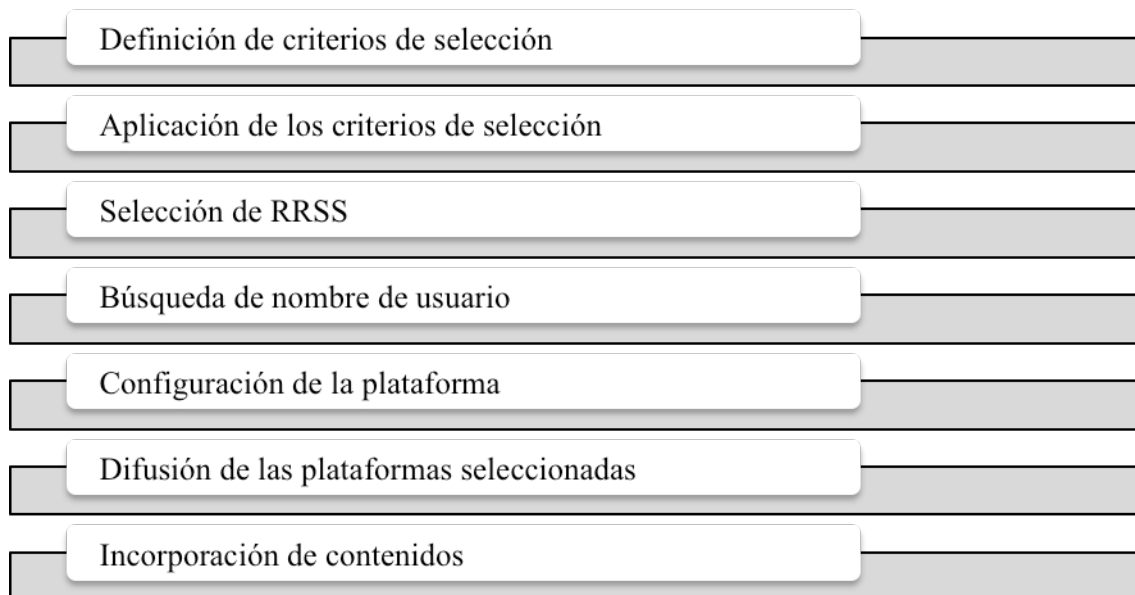 Definición de criterios de selección
Aplicación de los criterios de selección
Selección de RRSS
Búsqueda de nombre de usuario
Configuración de la plataforma
Difusión de las plataformas seleccionadas
Incorporación de contenidos